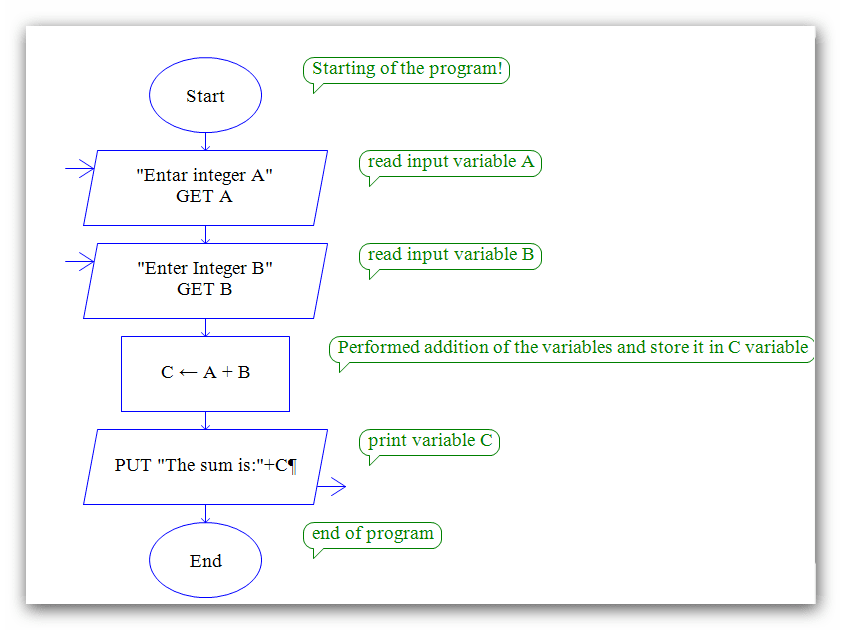 Start
Starting of the program!
"Entar integer A"
GET A
read input variable A
"Enter Integer B"
GET B
read input variable B
C ← A + B
Performed addition of the variables and store it in C variable
PUT "The sum is:"+C¶
print variable C
End
end of program